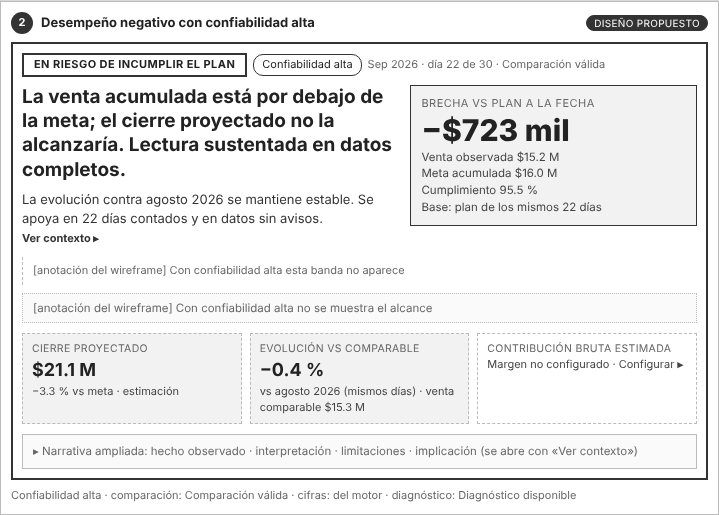 2 Desempeño negativo con confiabilidad alta
DISEÑO PROPUESTO
EN RIESGO DE INCUMPLIR EL PLAN Confiabilidad alta Sep 2026 · día 22 de 30 · Comparación válida
La venta acumulada está por debajo de
la meta; el cierre proyectado no la
alcanzaría. Lectura sustentada en datos
completos.
La evolución contra agosto 2026 se mantiene estable. Se
apoya en 22 días contados y en datos sin avisos.
Ver contexto ▸
BRECHA VS PLAN A LA FECHA
−$723 mil
Venta observada $15.2 M
Meta acumulada $16.0 M
Cumplimiento 95.5 %
Base: plan de los mismos 22 días
[anotación del wireframe] Con confiabilidad alta esta banda no aparece
[anotación del wireframe] Con confiabilidad alta no se muestra el alcance
CIERRE PROYECTADO
$21.1 M
−3.3 % vs meta · estimación
EVOLUCIÓN VS COMPARABLE
−0.4 %
vs agosto 2026 (mismos días) · venta
comparable $15.3 M
CONTRIBUCIÓN BRUTA ESTIMADA
Margen no configurado · Configurar ▸
▸ Narrativa ampliada: hecho observado · interpretación · limitaciones · implicación (se abre con «Ver contexto»)
Confiabilidad alta · comparación: Comparación válida · cifras: del motor · diagnóstico: Diagnóstico disponible